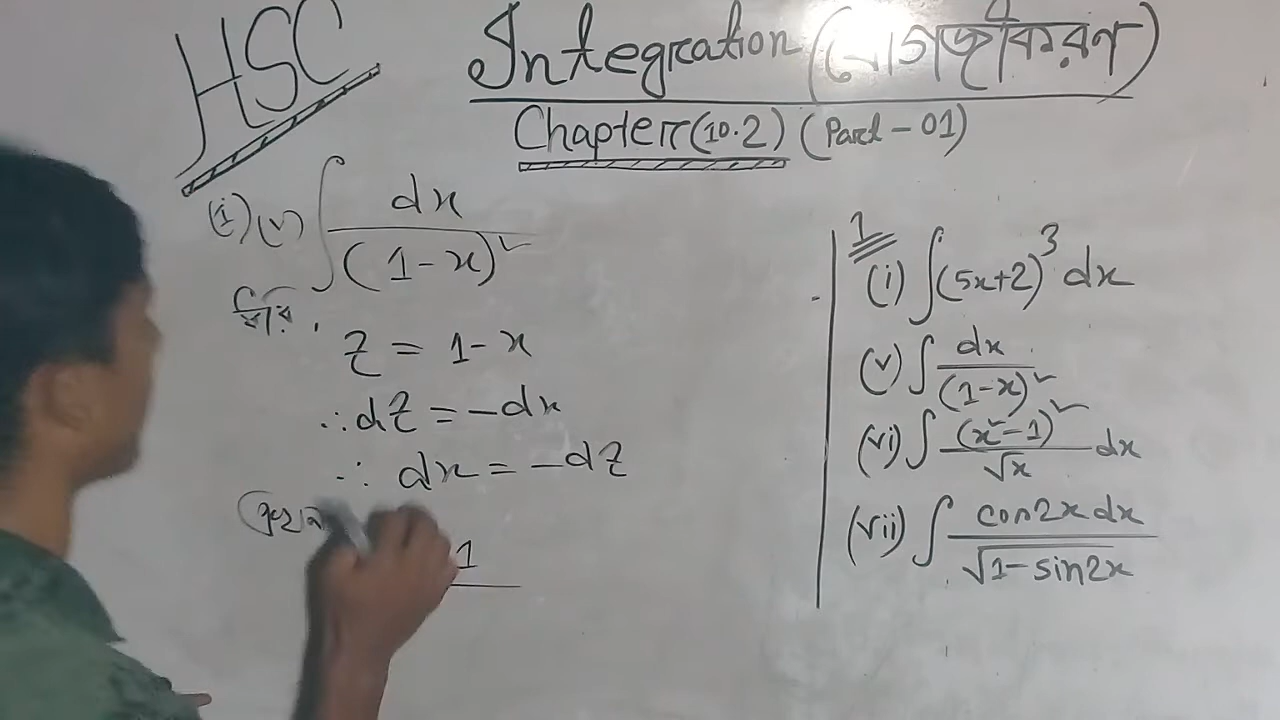 HSC
Integration (যোগজীকরণ)
Chapter (10.2) (Part - 01)
(i) (v) ∫ dx / (1-x)²
ধরি,
z = 1-x
∴ dz = -dx
∴ dx = -dz
1
1
(i) ∫(5x+2)³ dx
(v) ∫ dx / (1-x)²
(vi) ∫ (x²-1)² / √x dx
(vii) ∫ cos2x dx / √1-sin2x